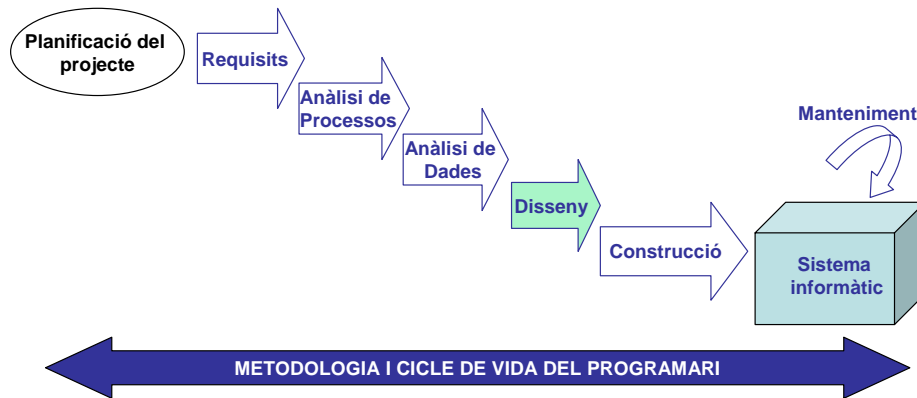 Planificació del
projecte
Requisits
Anàlisi de
Processos
Anàlisi de
Dades
Disseny
Construcció
Manteniment
Sistema
informàtic
METODOLOGIA I CICLE DE VIDA DEL PROGRAMARI